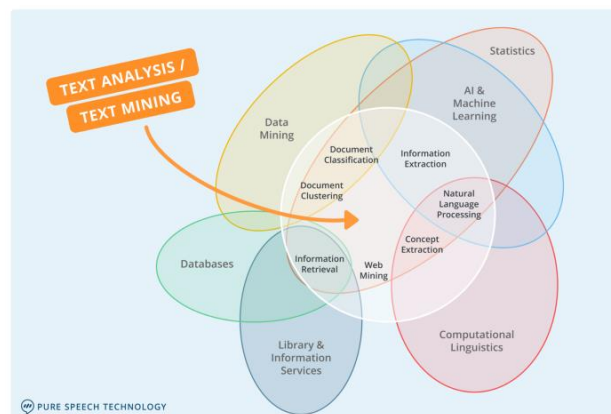 TEXT ANALYSIS /
TEXT MINING
Statistics
AI &
Machine
Learning
Data
Mining
Document
Classification
Information
Extraction
Document
Clustering
Natural
Language
Processing
Concept
Extraction
Databases
Information
Retrieval
Web
Mining
Library &
Information
Services
Computational
Linguistics
PURE SPEECH TECHNOLOGY